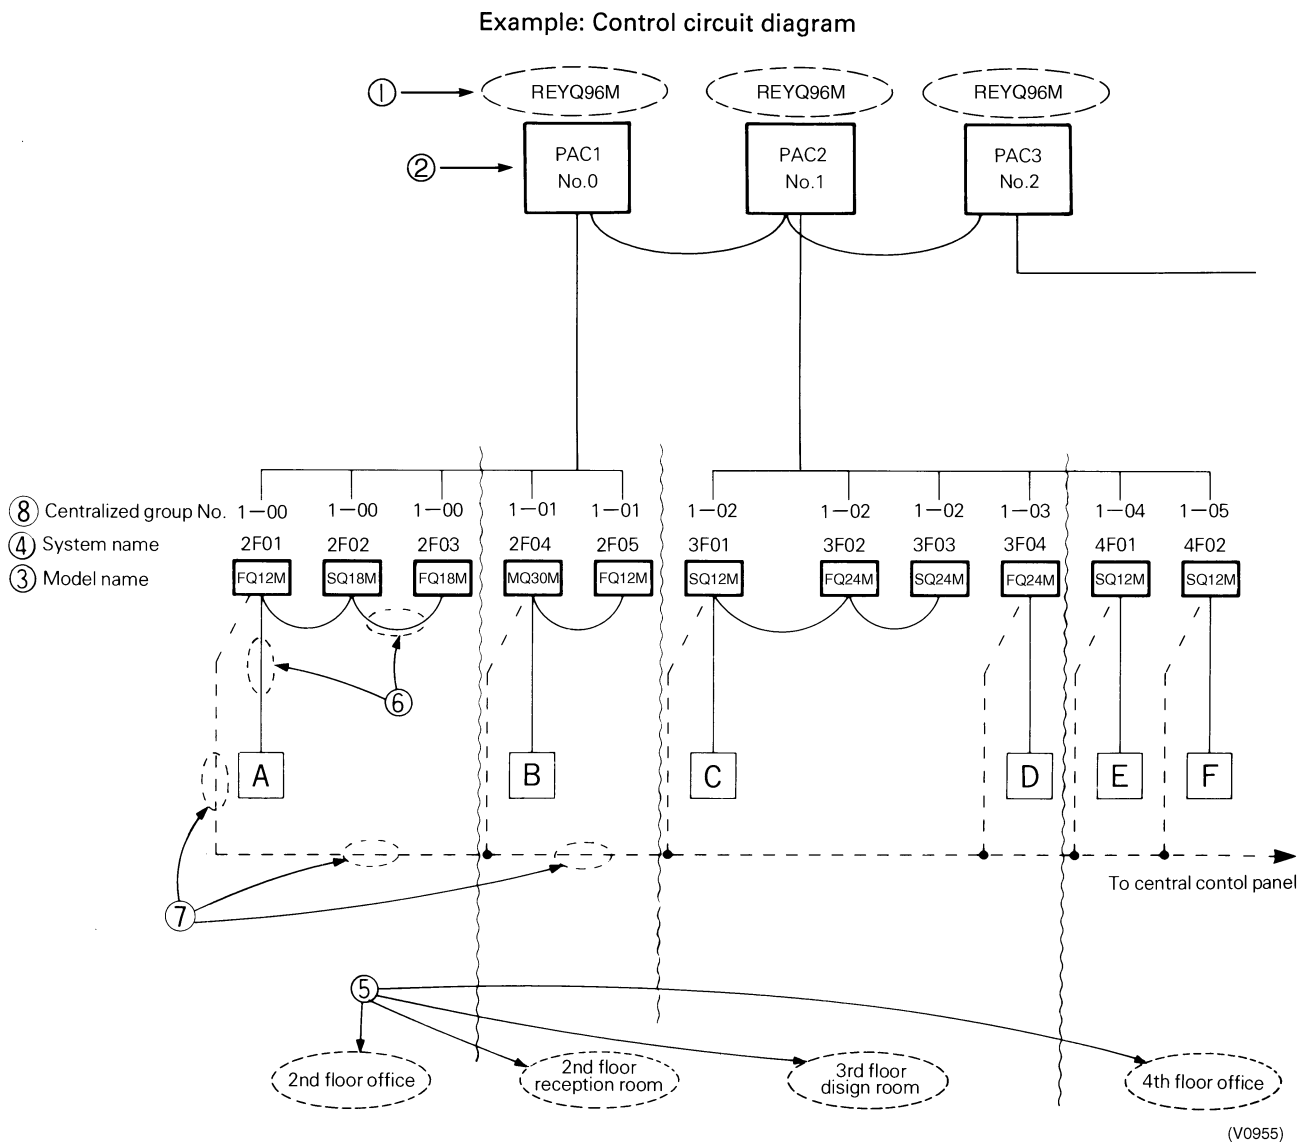 Example: Control circuit diagram
① REYQ96M REYQ96M REYQ96M
② PAC1 No.0 PAC2 No.1 PAC3 No.2
⑧ Centralized group No. 1—00 1—00 1—00 1—01 1—01 1—02 1—02 1—02 1—03 1—04 1—05
④ System name 2F01 2F02 2F03 2F04 2F05 3F01 3F02 3F03 3F04 4F01 4F02
③ Model name FQ12M SQ18M FQ18M MQ30M FQ12M SQ12M FQ24M SQ24M FQ24M SQ12M SQ12M
⑥
A B C D E F
To central contol panel
⑦
⑤
2nd floor office
2nd floor
reception room
3rd floor
disign room
4th floor office
(V0955)